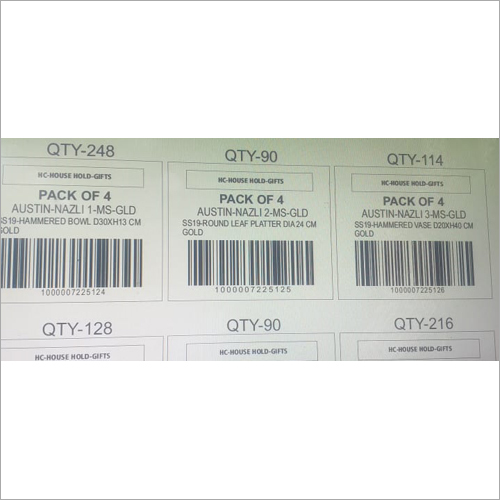 QTY-248
HC-HOUSE HOLD-GIFTS
PACK OF 4
AUSTIN-NAZLI 1-MS-GLD
SS19-HAMMERED BOWL D30XH13 CM
GOLD
1000007225124
QTY-90
HC-HOUSE HOLD-GIFTS
PACK OF 4
AUSTIN-NAZLI 2-MS-GLD
SS19-ROUND LEAF PLATTER DIA 24 CM
GOLD
1000007225125
QTY-114
HC-HOUSE HOLD-GIFTS
PACK OF 4
AUSTIN-NAZLI 3-MS-GLD
SS19-HAMMERED VASE D20XH40 CM
GOLD
1000007225126
QTY-128
HC-HOUSE HOLD-GIFTS
QTY-90
HC-HOUSE HOLD-GIFTS
QTY-216
HC-HOUSE HOLD-GIFTS